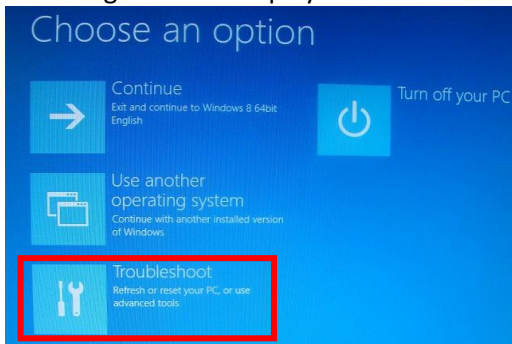 Choose an option
Continue
Exit and continue to Windows 8 64bit
English
Turn off your PC
Use another
operating system
Continue with another installed version
of Windows
Troubleshoot
Refresh or reset your PC, or use
advanced tools